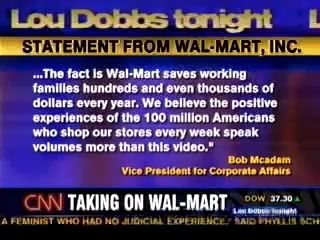 Lou Dobbs tonight
STATEMENT FROM WAL-MART, INC.
...The fact is Wal-Mart saves working
families hundreds and even thousands of
dollars every year. We believe the positive
experiences of the 100 million Americans
who shop our stores every week speak
volumes more than this video."
Bob Mcadam
Vice President for Corporate Affairs
CNN TAKING ON WAL-MART
DOW 37.30
Lou Dobbs Tonight
A FEMINIST WHO HAD NO JUDICIAL EXPERIENCE," SAID PHYLLIS SCH